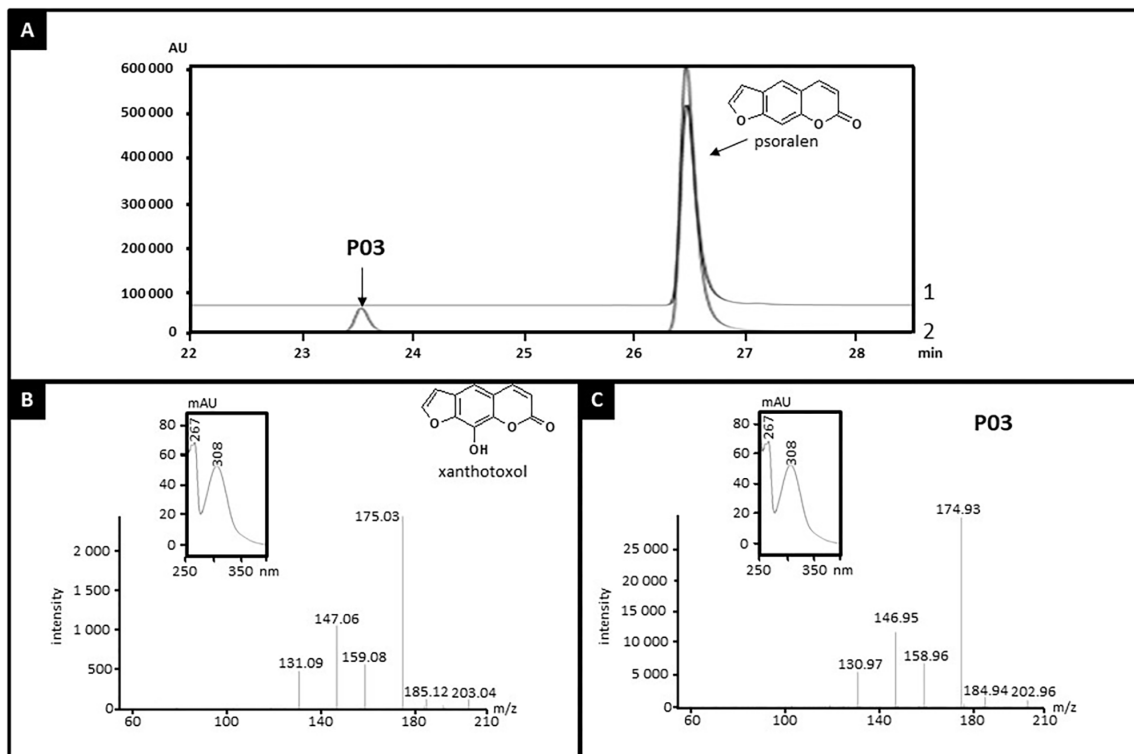 A
AU
600 000
500 000
400 000
300 000
200 000
100 000
0
P03
O
O
O
psoralen
1
2
22
23
24
25
26
27
28
min
B
mAU
80
60
40
20
0
267
308
250
350
nm
O
O
O
OH
xanthotoxol
intensity
2 000
1 500
1 000
500
0
175.03
147.06
159.08
131.09
185.12
203.04
m/z
60
100
140
180
210
C
mAU
80
60
40
20
0
267
308
250
350
nm
P03
intensity
25 000
20 000
15 000
10 000
5 000
0
174.93
146.95
158.96
130.97
184.94
202.96
m/z
60
100
140
180
210